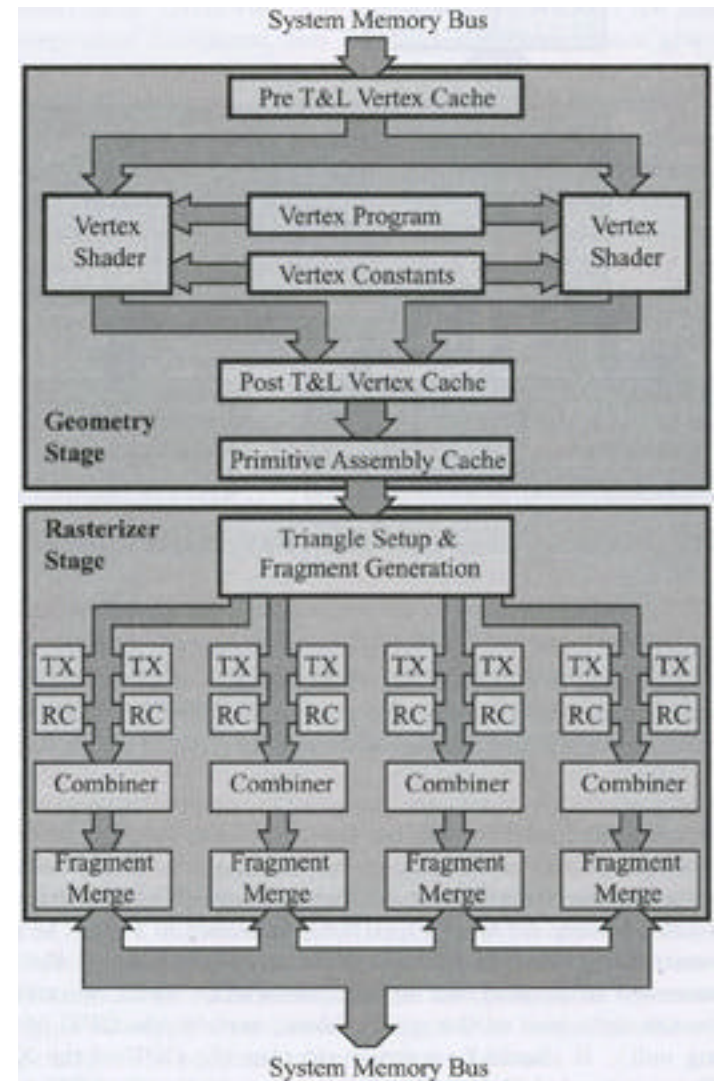 System Memory Bus
Pre T&L Vertex Cache
Vertex
Shader
Vertex Program
Vertex Constants
Vertex
Shader
Post T&L Vertex Cache
Geometry
Stage
Primitive Assembly Cache
Rasterizer
Stage
Triangle Setup &
Fragment Generation
TX TX TX TX TX TX TX TX
RC RC RC RC RC RC RC RC
Combiner Combiner Combiner Combiner
Fragment Fragment Fragment Fragment
Merge Merge Merge Merge
System Memory Bus